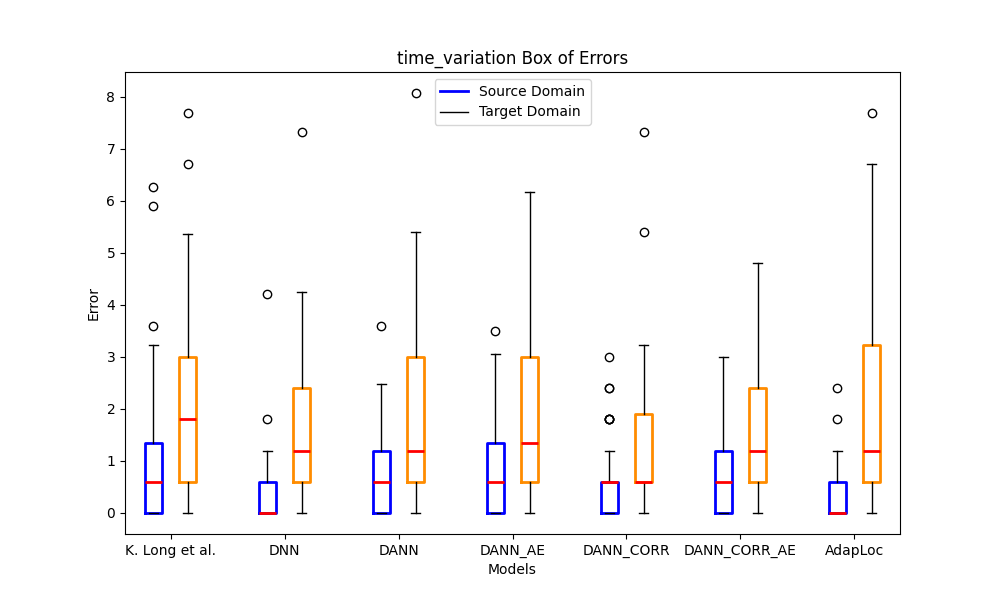 time_variation Box of Errors
Source Domain
Target Domain
Error
8
7
6
5
4
3
2
1
0
K. Long et al.
DNN
DANN
DANN_AE
DANN_CORR
DANN_CORR_AE
AdapLoc
Models